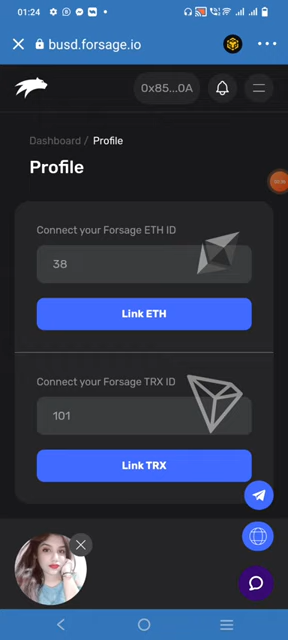 01:24
busd.forsage.io
0x85...0A
Dashboard / Profile
Profile
Connect your Forsage ETH ID
38
Link ETH
Connect your Forsage TRX ID
101
Link TRX